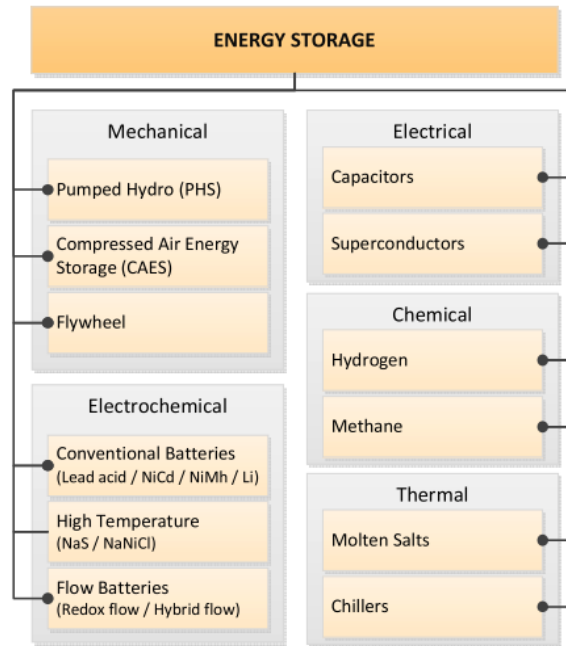 ENERGY STORAGE
Mechanical
Pumped Hydro (PHS)
Compressed Air Energy
Storage (CAES)
Flywheel
Electrochemical
Conventional Batteries
(Lead acid / NiCd / NiMh / Li)
High Temperature
(NaS / NaNiCl)
Flow Batteries
(Redox flow / Hybrid flow)
Electrical
Capacitors
Superconductors
Chemical
Hydrogen
Methane
Thermal
Molten Salts
Chillers